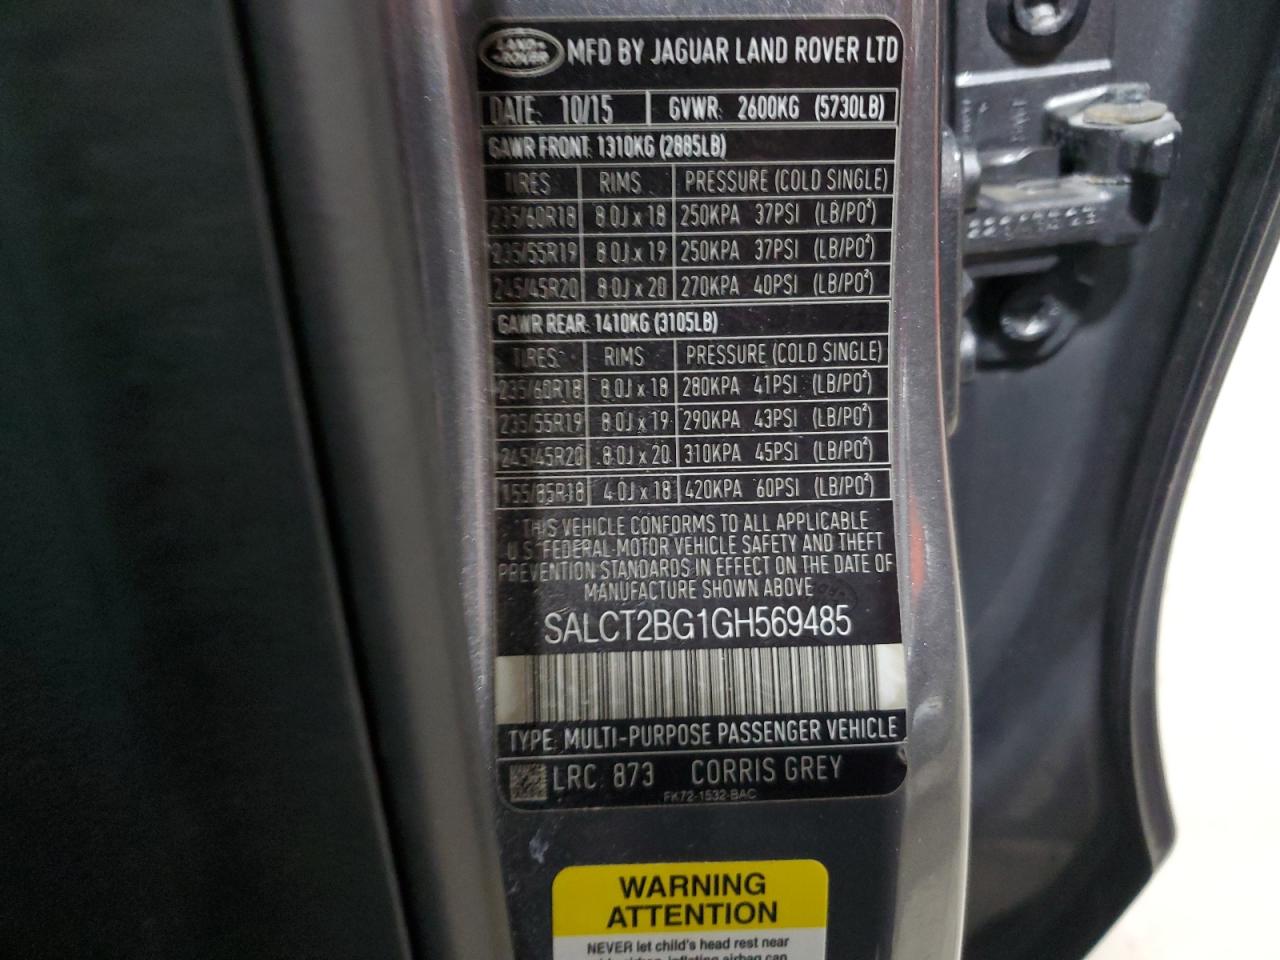 LAND ROVER MFD BY JAGUAR LAND ROVER LTD
DATE: 10/15 GVWR: 2600KG (5730LB)
GAWR FRONT: 1310KG (2885LB)
TIRES RIMS PRESSURE (COLD SINGLE)
235/60R18 8.0J x 18 250KPA 37PSI (LB/PO²)
235/55R19 8.0J x 19 250KPA 37PSI (LB/PO²)
245/45R20 8.0J x 20 270KPA 40PSI (LB/PO²)
GAWR REAR: 1410KG (3105LB)
TIRES: RIMS PRESSURE (COLD SINGLE)
235/60R18 8.0J x 18 280KPA 41PSI (LB/PO²)
235/55R19 8.0J x 19 290KPA 43PSI (LB/PO²)
245/45R20 8.0J x 20 310KPA 45PSI (LB/PO²)
155/85R18 4.0J x 18 420KPA 60PSI (LB/PO²)
THIS VEHICLE CONFORMS TO ALL APPLICABLE
U.S. FEDERAL MOTOR VEHICLE SAFETY AND THEFT
PREVENTION STANDARDS IN EFFECT ON THE DATE OF
MANUFACTURE SHOWN ABOVE
SALCT2BG1GH569485
TYPE: MULTI-PURPOSE PASSENGER VEHICLE
LRC: 873 CORRIS GREY
FK72-1532-BAC
WARNING
ATTENTION
NEVER let child's head rest near
inflating airbag can